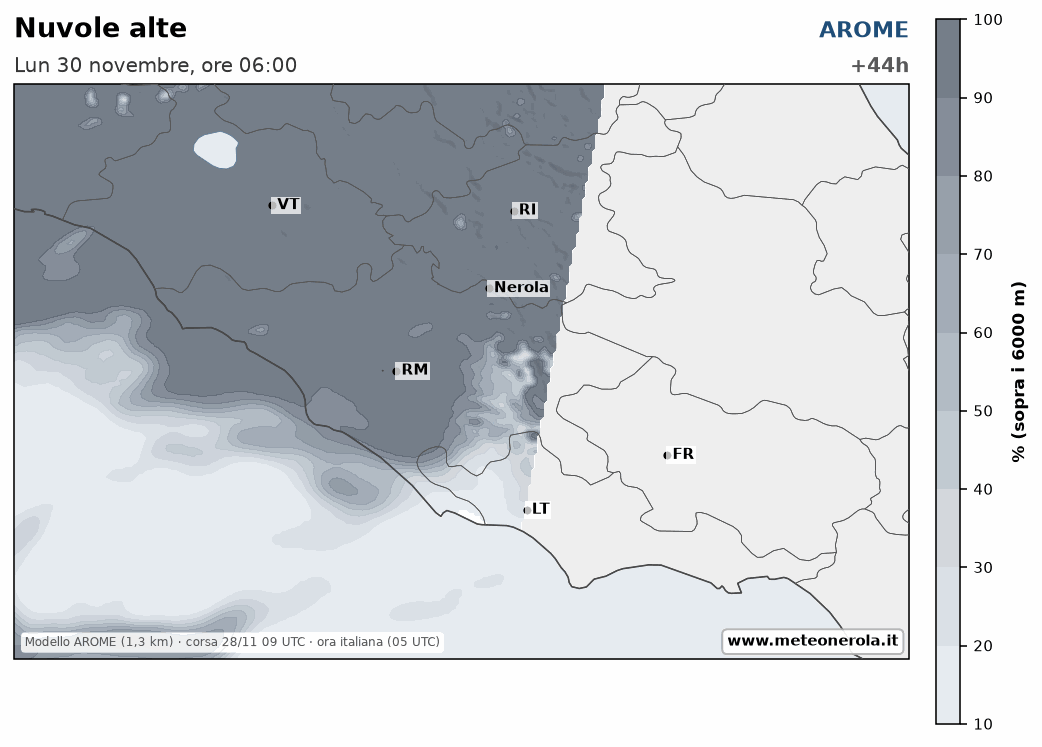 Nuvole alte
AROME
Lun 30 novembre, ore 06:00
+44h
100
90
80
70
60
50
40
30
20
10
% (sopra i 6000 m)
VT
RI
Nerola
RM
FR
LT
Modello AROME (1,3 km) · corsa 28/11 09 UTC · ora italiana (05 UTC)
www.meteonerola.it